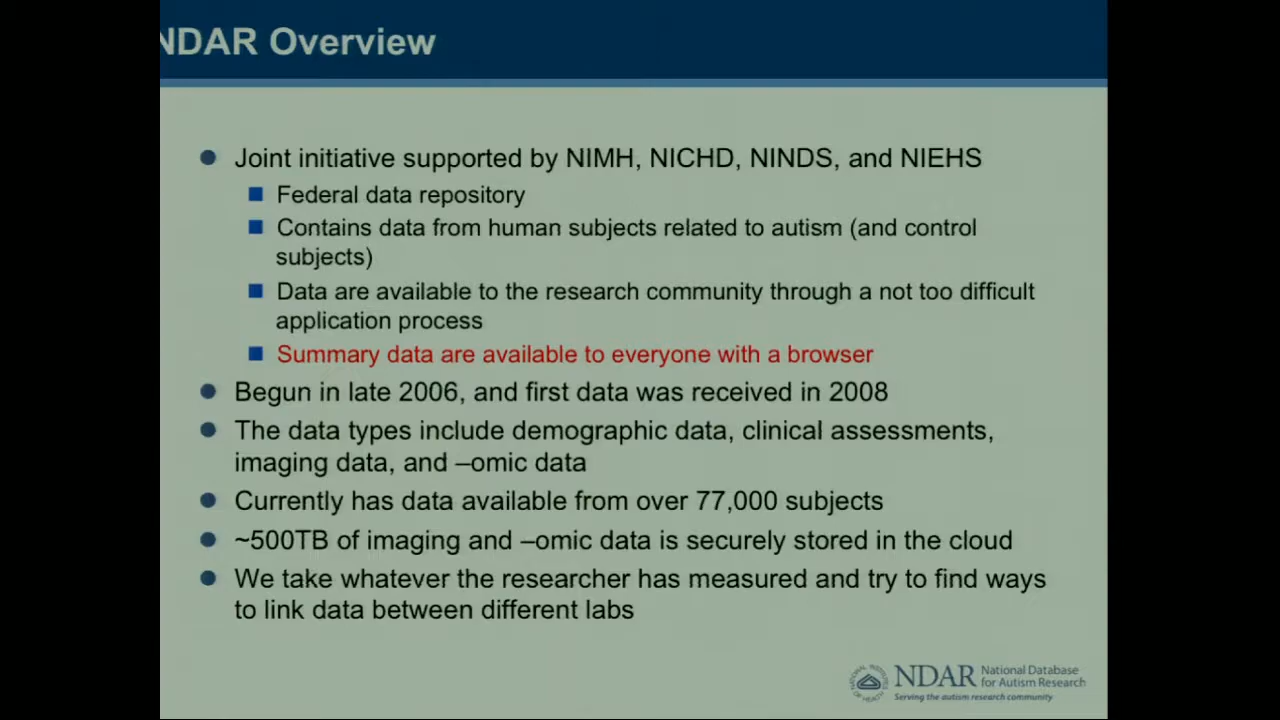 NDAR Overview
Joint initiative supported by NIMH, NICHD, NINDS, and NIEHS
Federal data repository
Contains data from human subjects related to autism (and control
subjects)
Data are available to the research community through a not too difficult
application process
Summary data are available to everyone with a browser
Begun in late 2006, and first data was received in 2008
The data types include demographic data, clinical assessments,
imaging data, and –omic data
Currently has data available from over 77,000 subjects
~500TB of imaging and –omic data is securely stored in the cloud
We take whatever the researcher has measured and try to find ways
to link data between different labs
NDAR National Database
for Autism Research
Serving the autism research community